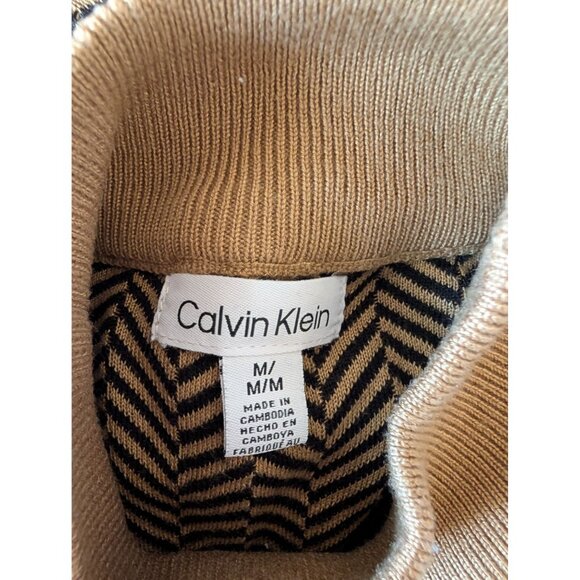 Calvin Klein
M/
M/M
MADE IN
CAMBODIA
HECHO EN
CAMBOYA
FABRIQUÉ AU